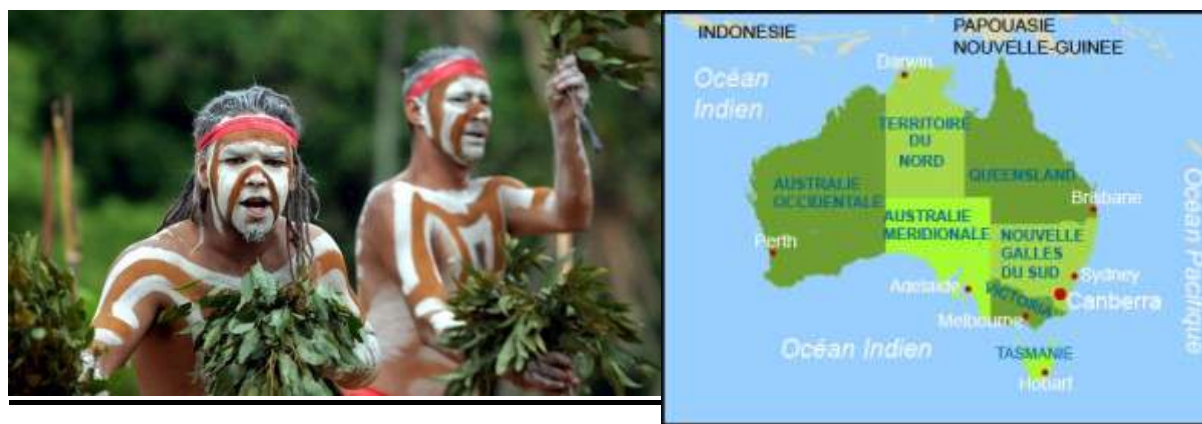 INDONESIE
PAPOUASIE
NOUVELLE-GUINEE
Océan
Indien
Darwin
TERRITOIRE
DU
NORD
QUEENSLAND
AUSTRALIE
OCCIDENTALE
Brisbane
AUSTRALIE
MERIDIONALE
NOUVELLE
GALLES
DU SUD
Perth
Sydney
Adelaide
VICTORIA
Canberra
Melbourne
Océan Indien
TASMANIE
Hobart
Océan Pacifique